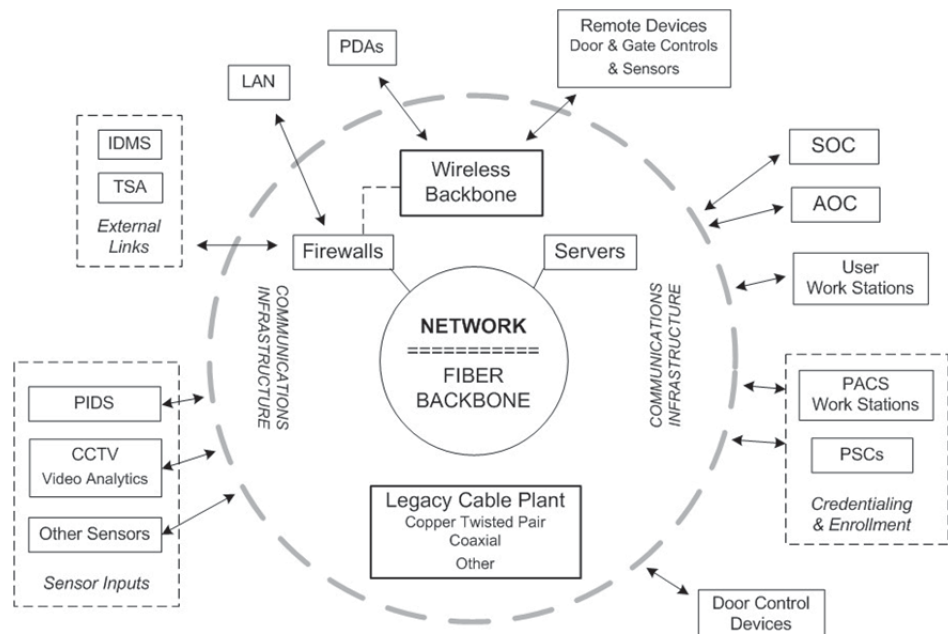 PDAs
Remote Devices
Door & Gate Controls
& Sensors
LAN
IDMS
TSA
External
Links
Wireless
Backbone
SOC
AOC
Firewalls
Servers
User
Work Stations
COMMUNICATIONS
INFRASTRUCTURE
NETWORK
===========
FIBER
BACKBONE
COMMUNICATIONS
INFRASTRUCTURE
PIDS
CCTV
Video Analytics
Other Sensors
Sensor Inputs
PACS
Work Stations
PSCs
Credentialing
& Enrollment
Legacy Cable Plant
Copper Twisted Pair
Coaxial
Other
Door Control
Devices